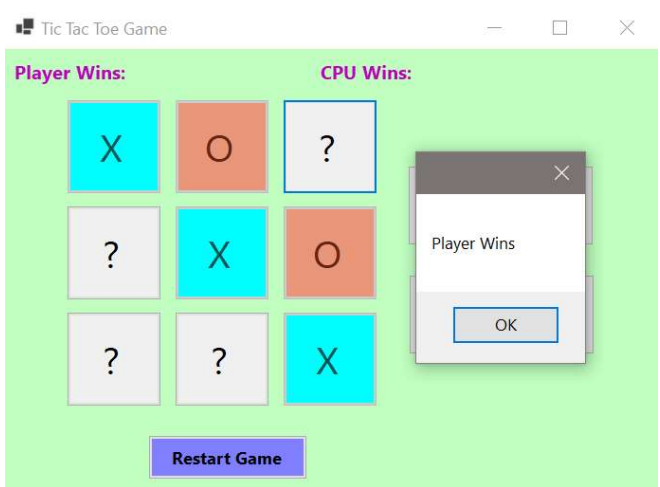 Tic Tac Toe Game
Player Wins:
CPU Wins:
X O ?
? X O
? ? X
Player Wins
OK
Restart Game